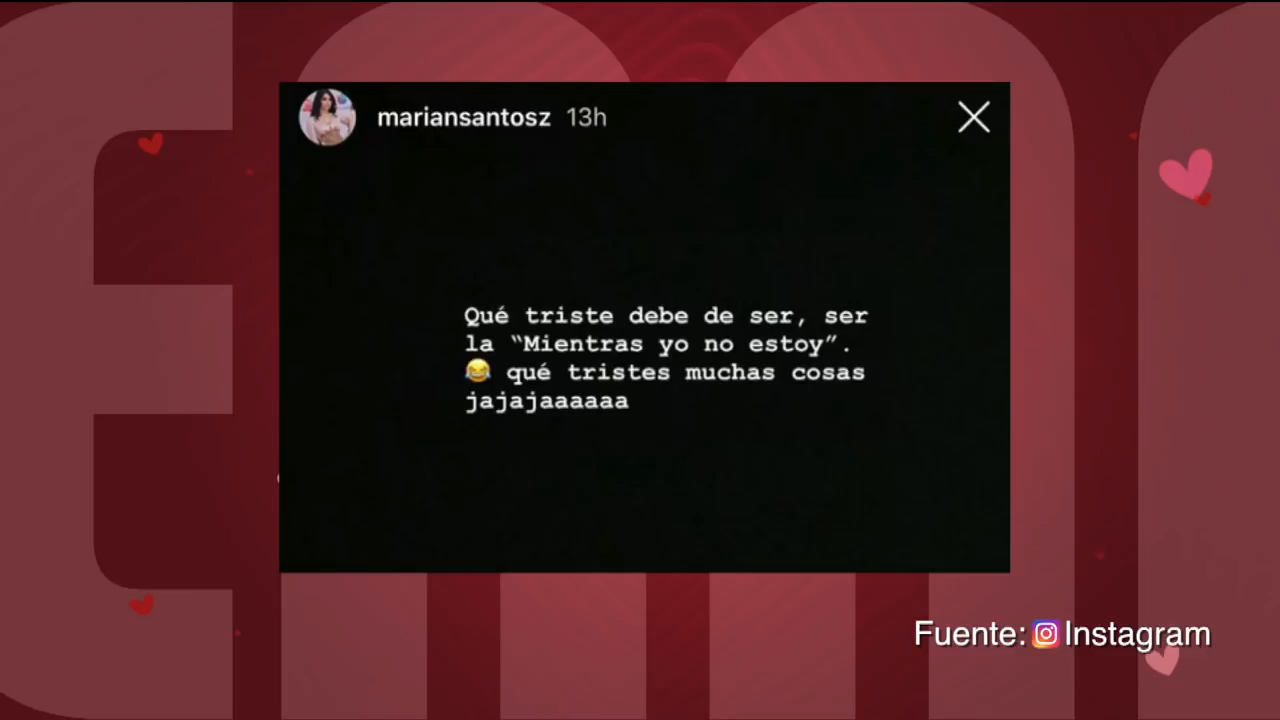 mariansantosz 13h
Qué triste debe de ser, ser
la “Mientras yo no estoy”.
😂 qué tristes muchas cosas
jajajaaaaaa
Fuente: Instagram